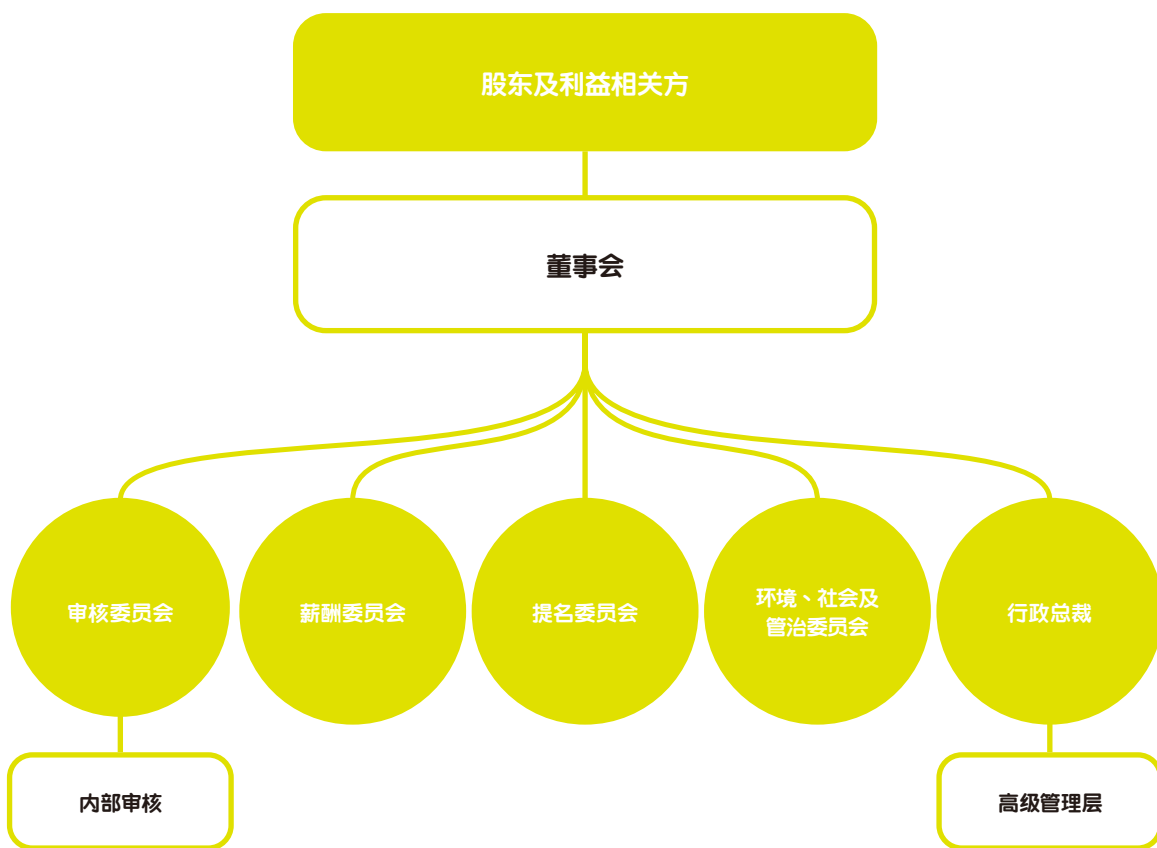 股东及利益相关方
董事会
审核委员会
薪酬委员会
提名委员会
环境、社会及
管治委员会
行政总裁
内部审核
高级管理层